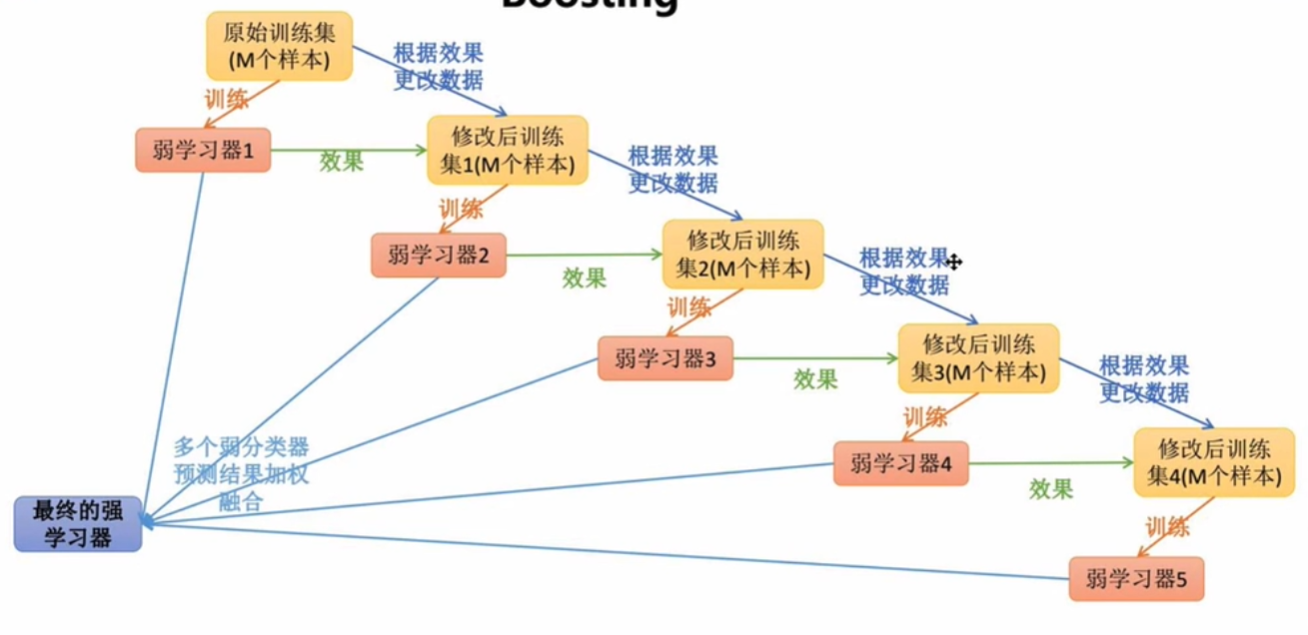 Boosting
原始训练集
(M个样本)
根据效果
更改数据
训练
弱学习器1
效果
修改后训练
集1(M个样本)
根据效果
更改数据
训练
弱学习器2
效果
修改后训练
集2(M个样本)
根据效果
更改数据
训练
弱学习器3
效果
修改后训练
集3(M个样本)
根据效果
更改数据
训练
弱学习器4
效果
修改后训练
集4(M个样本)
训练
弱学习器5
多个弱分类器
预测结果加权
融合
最终的强
学习器